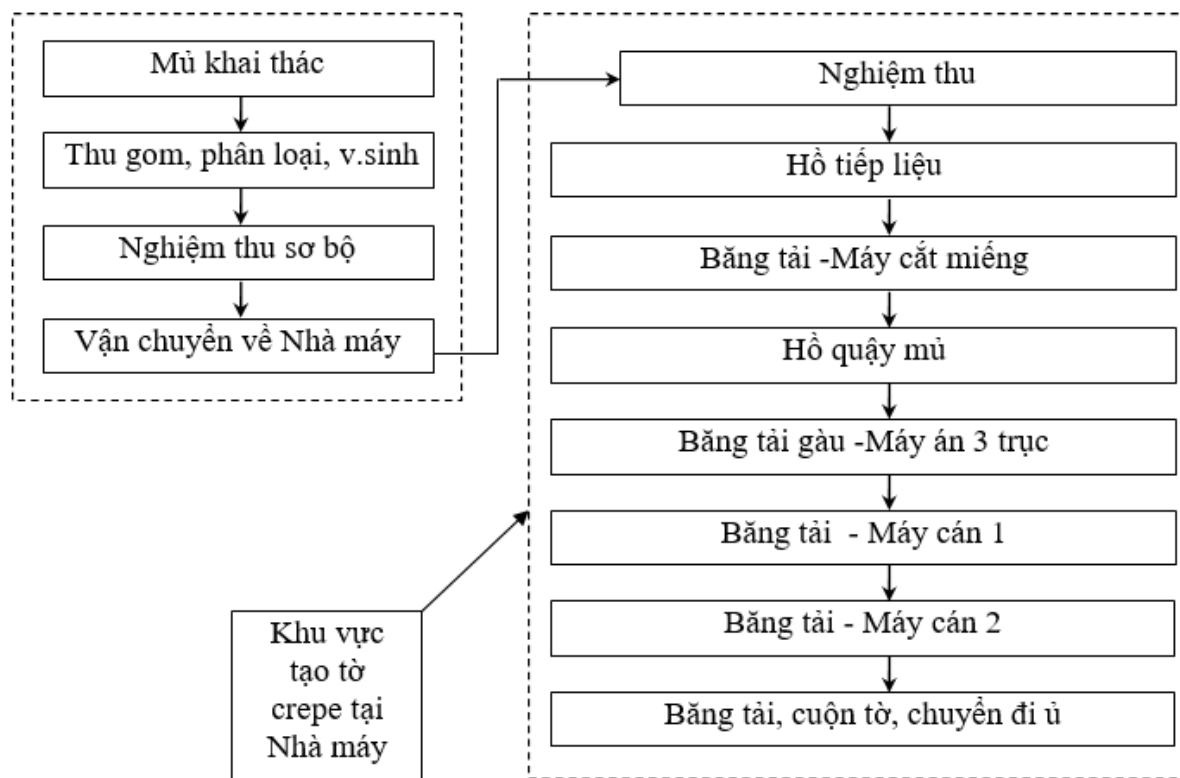 Mủ khai thác
Thu gom, phân loại, v.sinh
Nghiệm thu sơ bộ
Vận chuyển về Nhà máy
Nghiệm thu
Hồ tiếp liệu
Băng tải -Máy cắt miếng
Hồ quậy mủ
Băng tải gàu -Máy án 3 trục
Băng tải - Máy cán 1
Băng tải - Máy cán 2
Băng tải, cuộn tờ, chuyển đi ủ
Khu vực
tạo tờ
crepe tại
Nhà máy